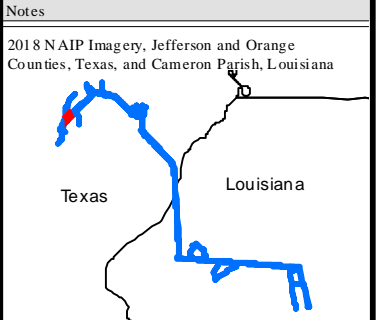 Notes
2018 NAIP Imagery, Jefferson and Orange
Counties, Texas, and Cameron Parish, Louisiana
Louisiana
Texas